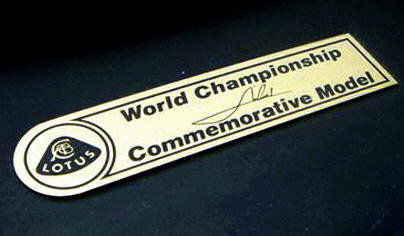 World Championship
Commemorative Model
LOTUS